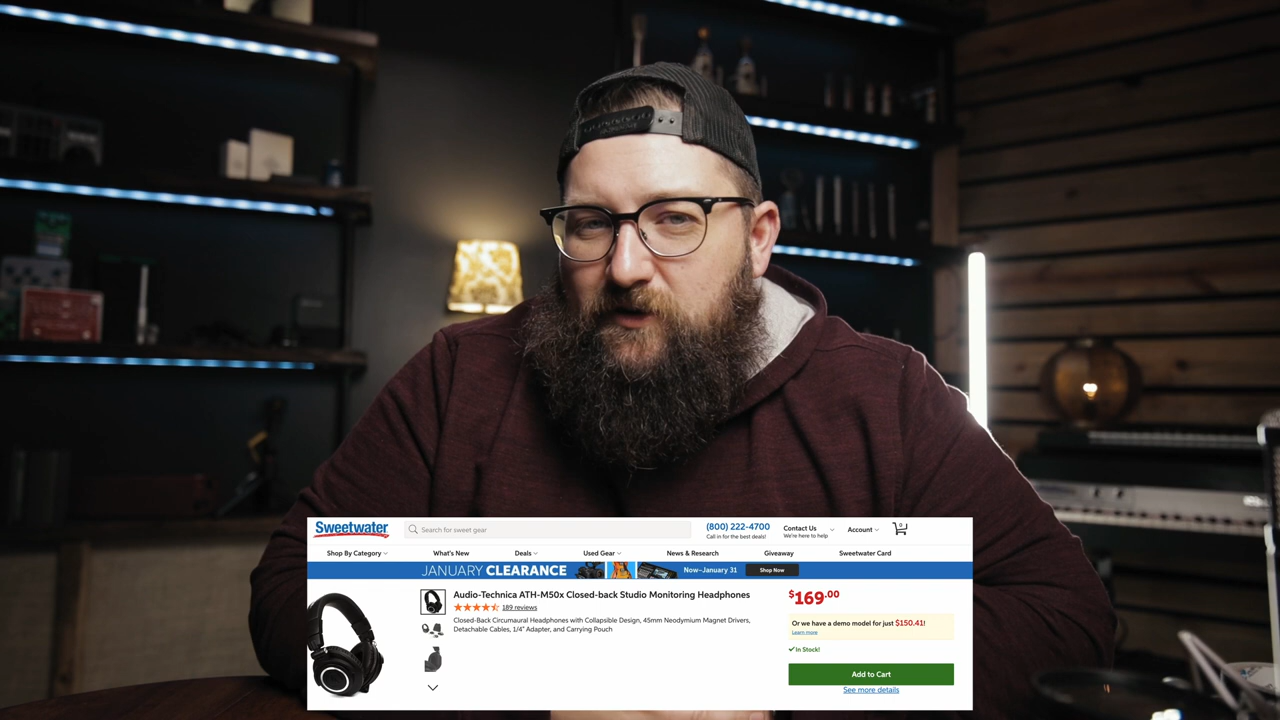 Sweetwater
Search for sweet gear
(800) 222-4700
Call in for the best deals!
Contact Us
We're here to help
Account
0
Shop By Category
What's New
Deals
Used Gear
News & Research
Giveaway
Sweetwater Card
JANUARY CLEARANCE
Now–January 31
Shop Now
Audio-Technica ATH-M50x Closed-back Studio Monitoring Headphones
189 reviews
Closed-Back Circumaural Headphones with Collapsible Design, 45mm Neodymium Magnet Drivers,
Detachable Cables, 1/4" Adapter, and Carrying Pouch
$169.00
Or we have a demo model for just $150.41!
Learn more
In Stock!
Add to Cart
See more details